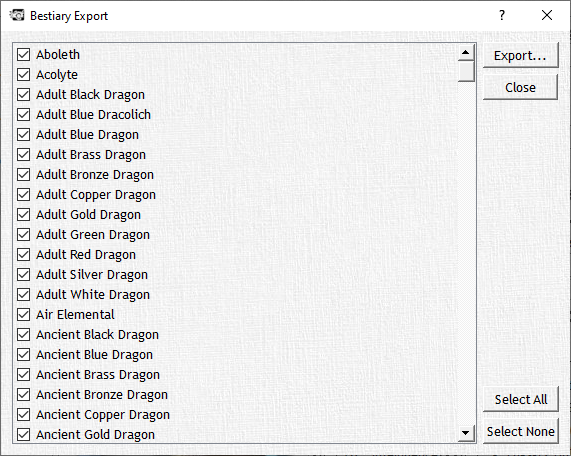 Bestiary Export
?
Aboleth
Acolyte
Adult Black Dragon
Adult Blue Dracolich
Adult Blue Dragon
Adult Brass Dragon
Adult Bronze Dragon
Adult Copper Dragon
Adult Gold Dragon
Adult Green Dragon
Adult Red Dragon
Adult Silver Dragon
Adult White Dragon
Air Elemental
Ancient Black Dragon
Ancient Blue Dragon
Ancient Brass Dragon
Ancient Bronze Dragon
Ancient Copper Dragon
Ancient Gold Dragon
Export...
Close
Select All
Select None